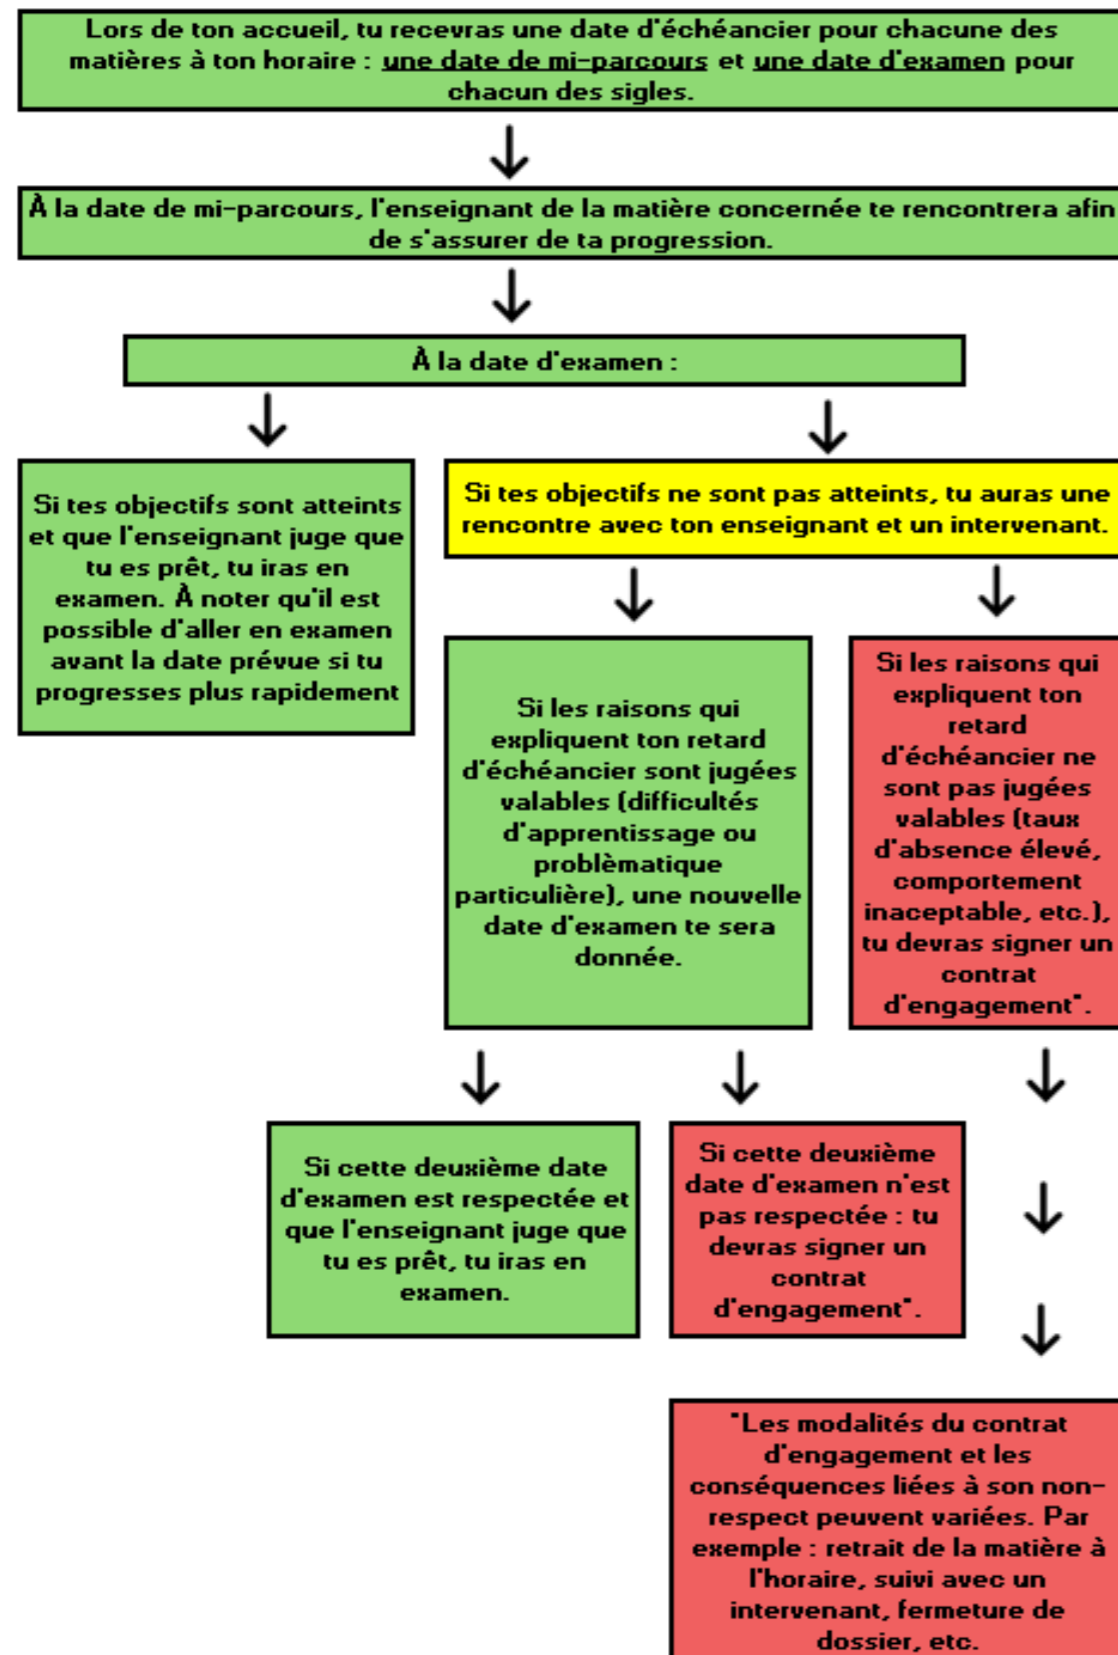 Lors de ton accueil, tu recevras une date d'échéancier pour chacune des
matières à ton horaire : une date de mi-parcours et une date d'examen pour
chacun des sigles.
À la date de mi-parcours, l'enseignant de la matière concernée te rencontrera afin
de s'assurer de ta progression.
À la date d'examen :
Si tes objectifs sont atteints
et que l'enseignant juge que
tu es prêt, tu iras en
examen. À noter qu'il est
possible d'aller en examen
avant la date prévue si tu
progresses plus rapidement
Si tes objectifs ne sont pas atteints, tu auras une
rencontre avec ton enseignant et un intervenant.
Si les raisons qui
expliquent ton retard
d'échéancier sont jugées
valables (difficultés
d'apprentissage ou
problèmatique
particulière), une nouvelle
date d'examen te sera
donnée.
Si les raisons qui
expliquent ton
retard
d'échéancier ne
sont pas jugées
valables (taux
d'absence élevé,
comportement
inaceptable, etc.),
tu devras signer un
contrat
d'engagement*.
Si cette deuxième date
d'examen est respectée et
que l'enseignant juge que
tu es prêt, tu iras en
examen.
Si cette deuxième
date d'examen n'est
pas respectée : tu
devras signer un
contrat
d'engagement*.
*Les modalités du contrat
d'engagement et les
conséquences liées à son non-
respect peuvent variées. Par
exemple : retrait de la matière à
l'horaire, suivi avec un
intervenant, fermeture de
dossier, etc.